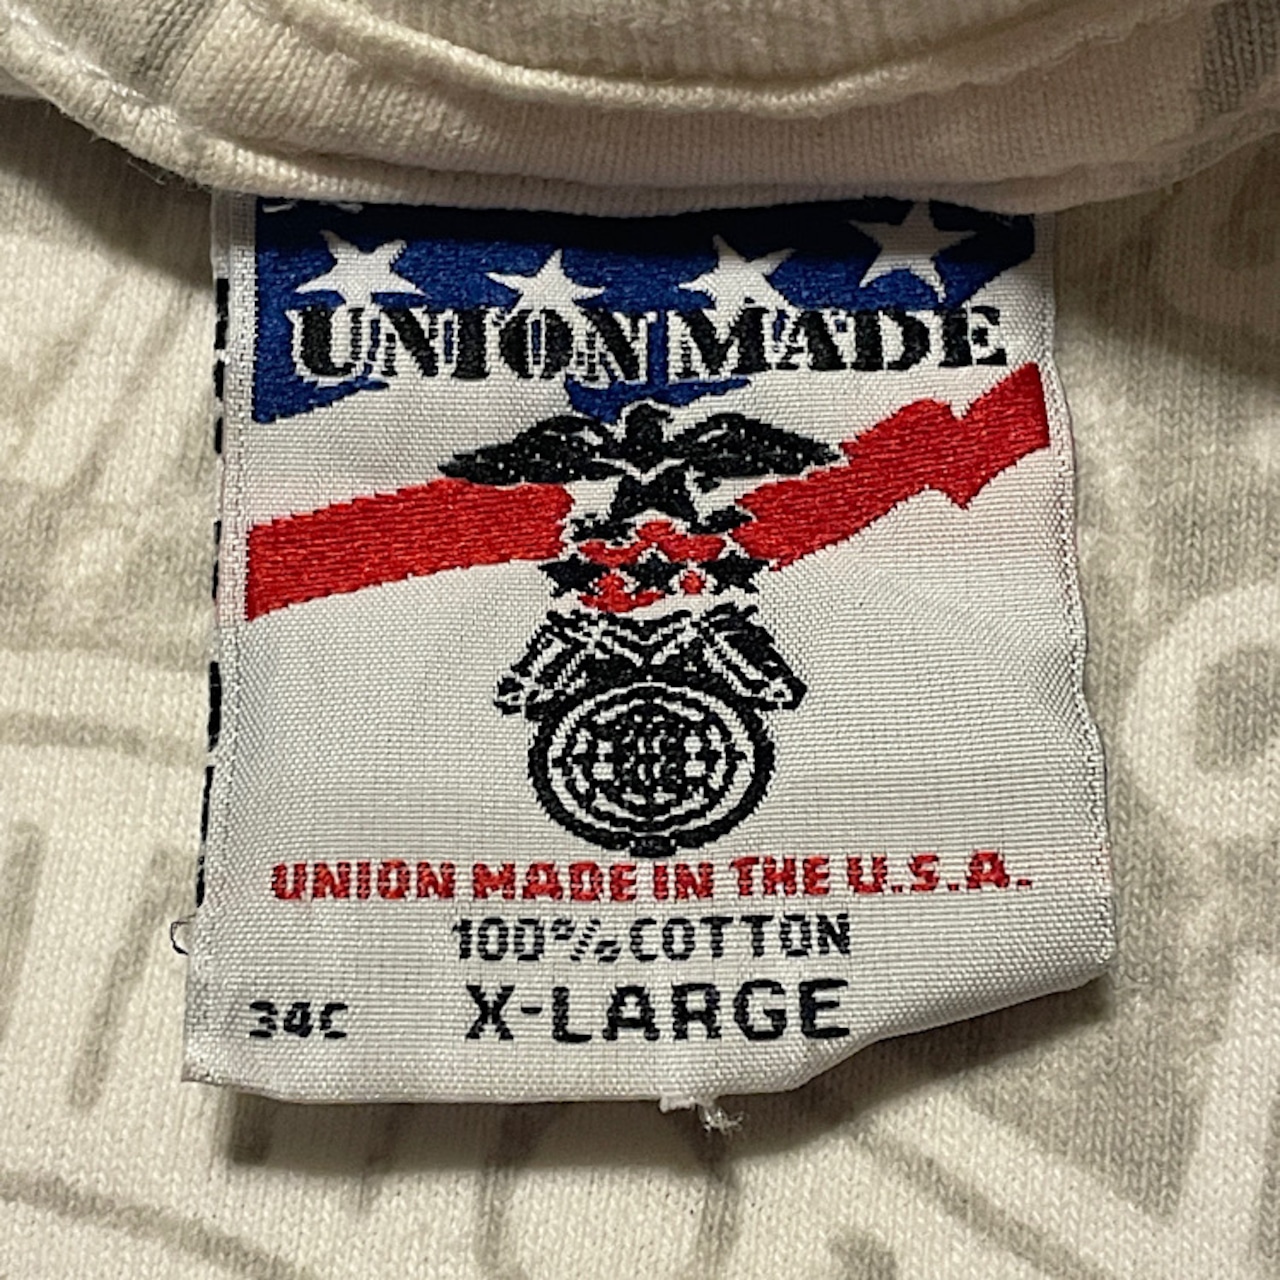 UNION MADE
UNION MADE IN THE U.S.A.
100% COTTON
34C X-LARGE